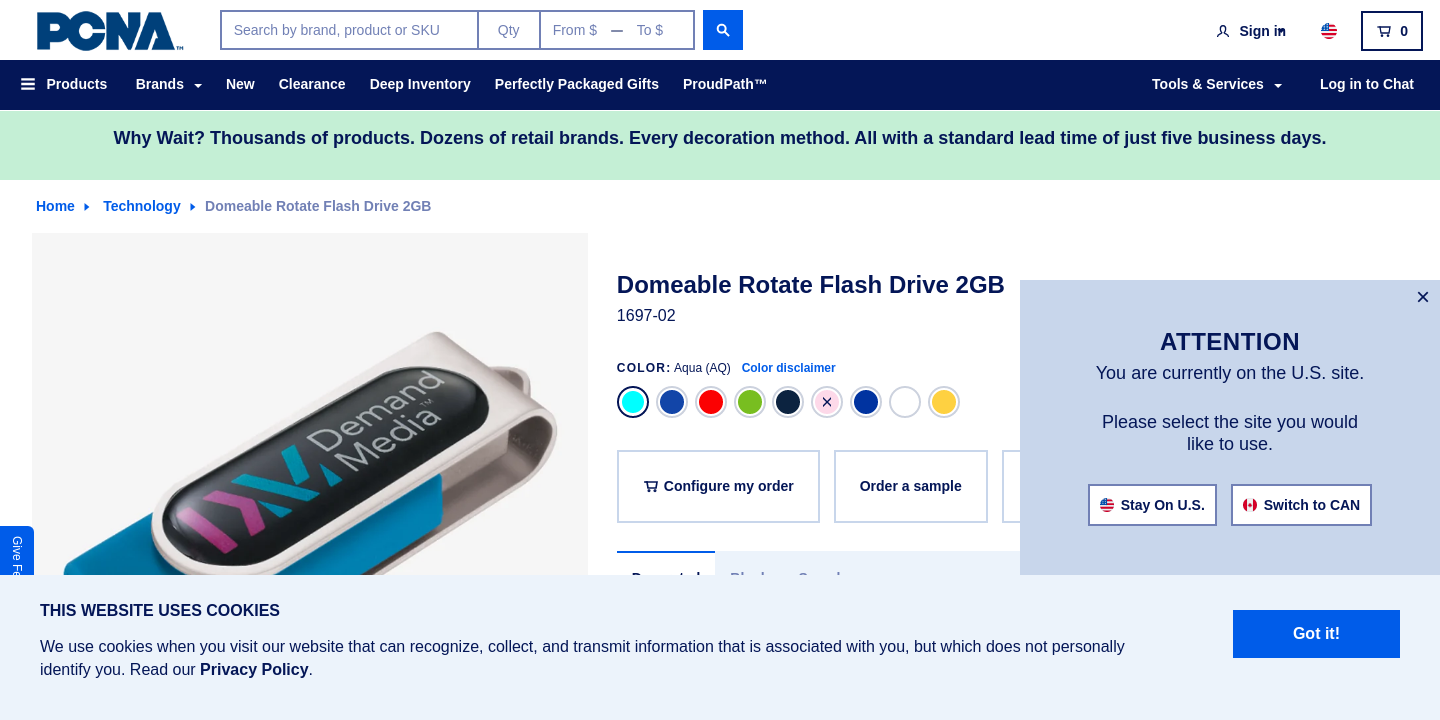 PCNA™
Search by brand, product or SKU
Qty
From $ — To $
Sign in
0
Products
Brands
New
Clearance
Deep Inventory
Perfectly Packaged Gifts
ProudPath™
Tools & Services
Log in to Chat
Why Wait? Thousands of products. Dozens of retail brands. Every decoration method. All with a standard lead time of just five business days.
Home
Technology
Domeable Rotate Flash Drive 2GB
Demand
Media™
Domeable Rotate Flash Drive 2GB
1697-02
COLOR: Aqua (AQ) Color disclaimer
Configure my order
Order a sample
×
ATTENTION
You are currently on the U.S. site.
Please select the site you would
like to use.
Stay On U.S.
Switch to CAN
Give
THIS WEBSITE USES COOKIES
We use cookies when you visit our website that can recognize, collect, and transmit information that is associated with you, but which does not personally
identify you. Read our Privacy Policy.
Got it!